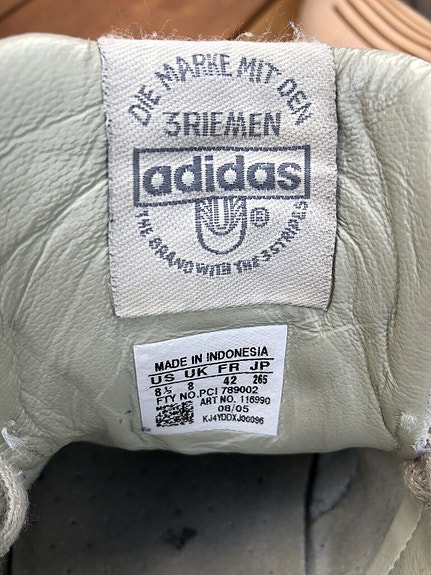 DIE MARKE MIT DEN
3RIEMEN
adidas
®
THE BRAND WITH THE 3 STRIPES
MADE IN INDONESIA
US UK FR JP
8½ 8 42 265
FTY NO.PCI 789002
ART NO. 116990
08/05
KJ4YDDXJ00096